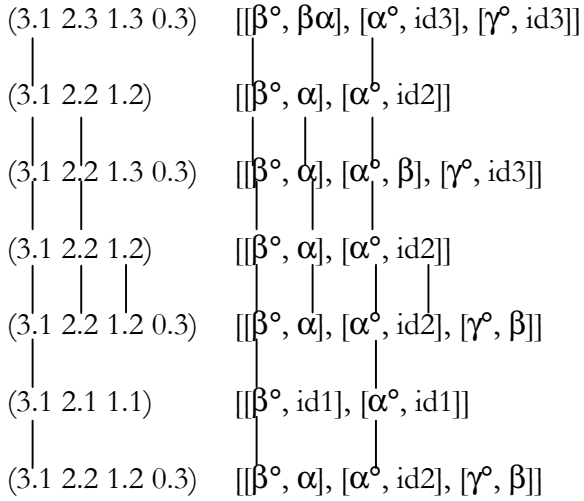 (3.1 2.3 1.3 0.3) [[β°, βα], [α°, id3], [γ°, id3]]
(3.1 2.2 1.2) [[β°, α], [α°, id2]]
(3.1 2.2 1.3 0.3) [[β°, α], [α°, β], [γ°, id3]]
(3.1 2.2 1.2) [[β°, α], [α°, id2]]
(3.1 2.2 1.2 0.3) [[β°, α], [α°, id2], [γ°, β]]
(3.1 2.1 1.1) [[β°, id1], [α°, id1]]
(3.1 2.2 1.2 0.3) [[β°, α], [α°, id2], [γ°, β]]